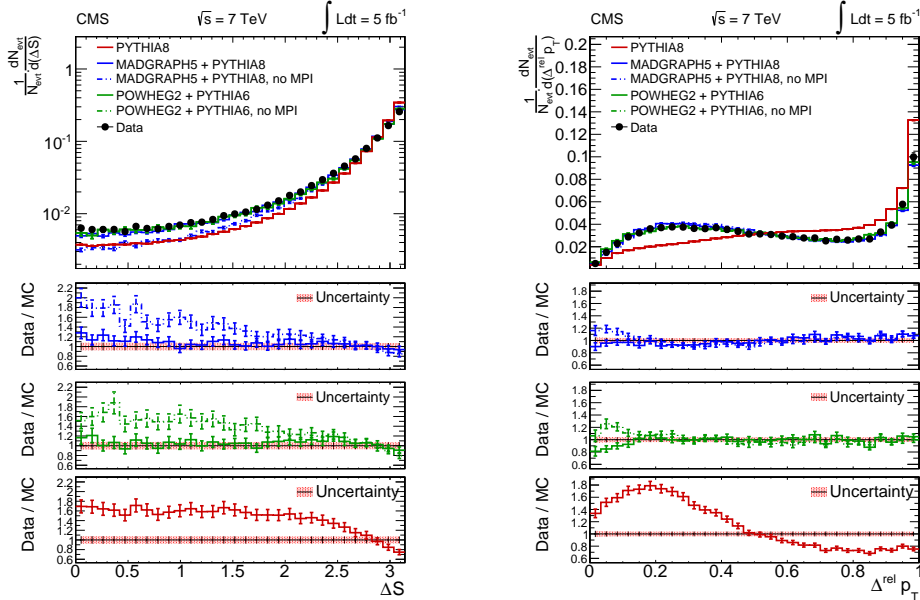 CMS √s = 7 TeV ∫ Ldt = 5 fb⁻¹
1/N_evt dN_evt/d(ΔS)
PYTHIA8
MADGRAPH5 + PYTHIA8
MADGRAPH5 + PYTHIA8, no MPI
POWHEG2 + PYTHIA6
POWHEG2 + PYTHIA6, no MPI
Data
1
10⁻¹
10⁻²
Data / MC
2.2
2.0
1.8
1.6
1.4
1.2
1
0.8
0.6
Uncertainty
Data / MC
2.2
2.0
1.8
1.6
1.4
1.2
1
0.8
0.6
Uncertainty
Data / MC
2.2
2.0
1.8
1.6
1.4
1.2
1
0.8
0.6
Uncertainty
0 0.5 1 1.5 2 2.5 3
ΔS
CMS √s = 7 TeV ∫ Ldt = 5 fb⁻¹
1/N_evt dN_evt/d(Δ^rel p_T)
PYTHIA8
MADGRAPH5 + PYTHIA8
MADGRAPH5 + PYTHIA8, no MPI
POWHEG2 + PYTHIA6
POWHEG2 + PYTHIA6, no MPI
Data
0.2
0.18
0.16
0.14
0.12
0.1
0.08
0.06
0.04
0.02
Data / MC
2.0
1.8
1.6
1.4
1.2
1
0.8
0.6
Uncertainty
Data / MC
2.0
1.8
1.6
1.4
1.2
1
0.8
0.6
Uncertainty
Data / MC
1.8
1.6
1.4
1.2
1
0.8
0.6
Uncertainty
0 0.2 0.4 0.6 0.8 1
Δ^rel p_T